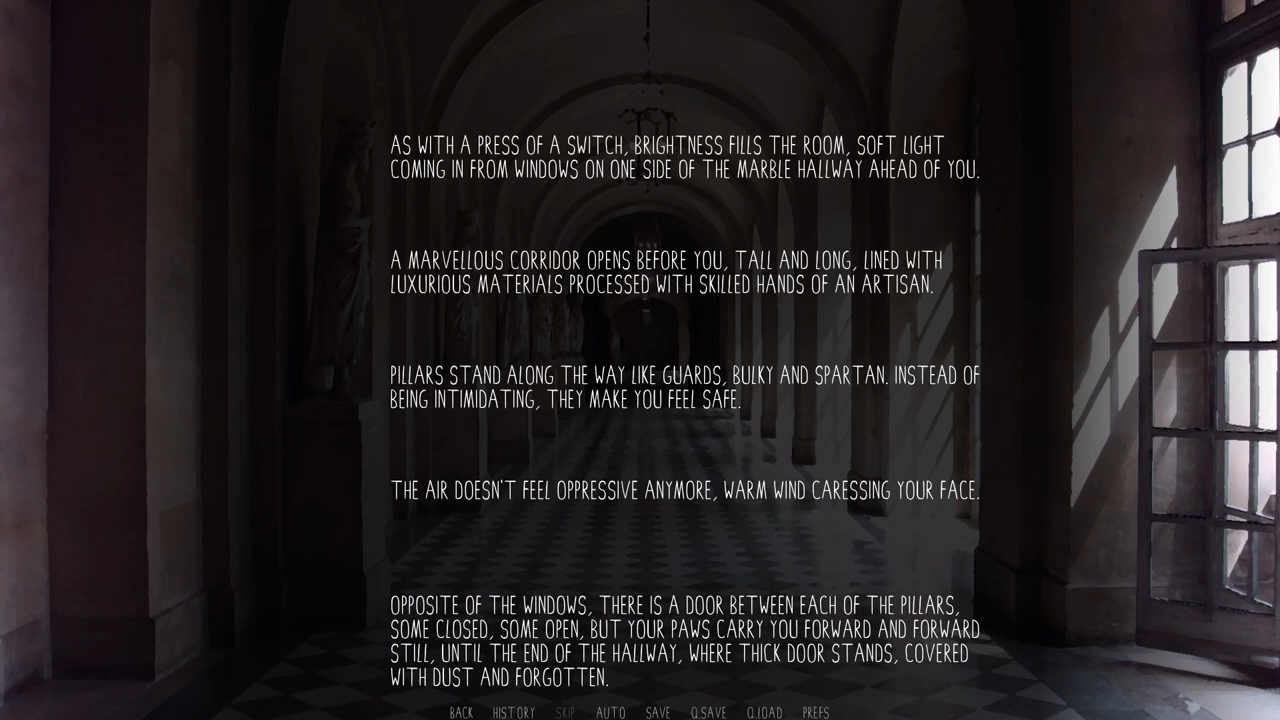 AS WITH A PRESS OF A SWITCH, BRIGHTNESS FILLS THE ROOM, SOFT LIGHT
COMING IN FROM WINDOWS ON ONE SIDE OF THE MARBLE HALLWAY AHEAD OF YOU.
A MARVELLOUS CORRIDOR OPENS BEFORE YOU, TALL AND LONG, LINED WITH
LUXURIOUS MATERIALS PROCESSED WITH SKILLED HANDS OF AN ARTISAN.
PILLARS STAND ALONG THE WAY LIKE GUARDS, BULKY AND SPARTAN. INSTEAD OF
BEING INTIMIDATING, THEY MAKE YOU FEEL SAFE.
THE AIR DOESN'T FEEL OPPRESSIVE ANYMORE, WARM WIND CARESSING YOUR FACE.
OPPOSITE OF THE WINDOWS, THERE IS A DOOR BETWEEN EACH OF THE PILLARS,
SOME CLOSED, SOME OPEN, BUT YOUR PAWS CARRY YOU FORWARD AND FORWARD
STILL, UNTIL THE END OF THE HALLWAY, WHERE THICK DOOR STANDS, COVERED
WITH DUST AND FORGOTTEN.
BACK HISTORY SKIP AUTO SAVE Q.SAVE Q.LOAD PREFS